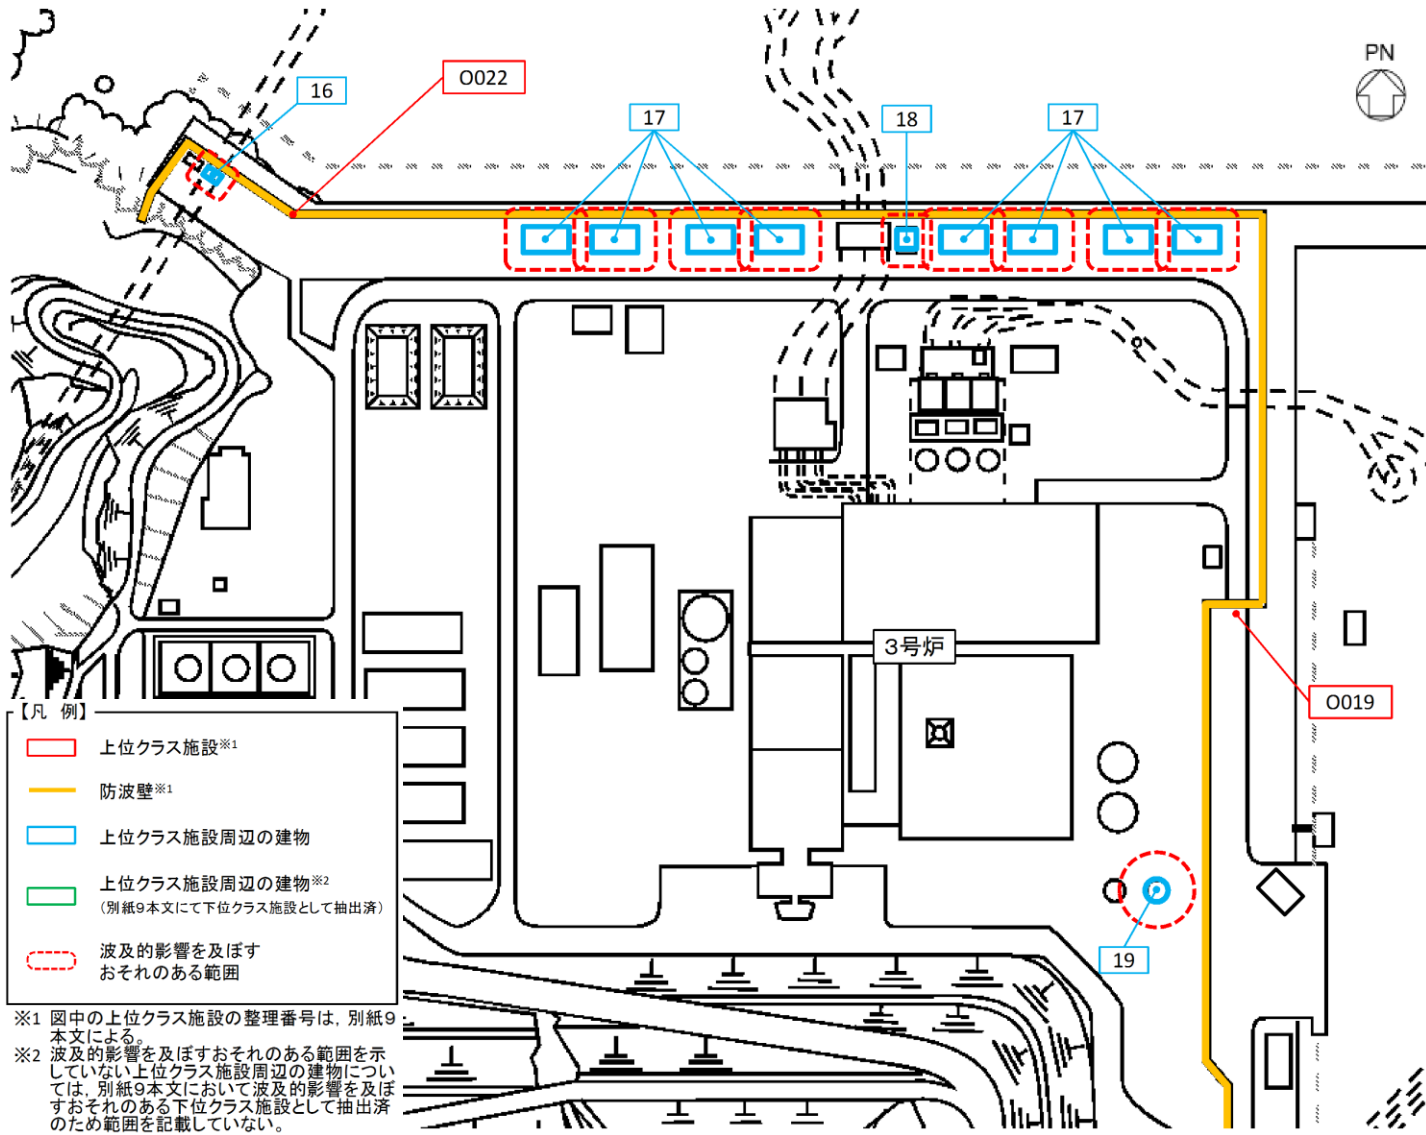 PN
16
O022
17
18
17
3号炉
O019
19
【凡 例】
上位クラス施設※1
防波壁※1
上位クラス施設周辺の建物
上位クラス施設周辺の建物※2
(別紙9本文にて下位クラス施設として抽出済)
波及的影響を及ぼす
おそれのある範囲
※1 図中の上位クラス施設の整理番号は，別紙9
本文による。
※2 波及的影響を及ぼすおそれのある範囲を示
していない上位クラス施設周辺の建物につい
ては，別紙9本文において波及的影響を及ぼ
すおそれのある下位クラス施設として抽出済
のため範囲を記載していない。